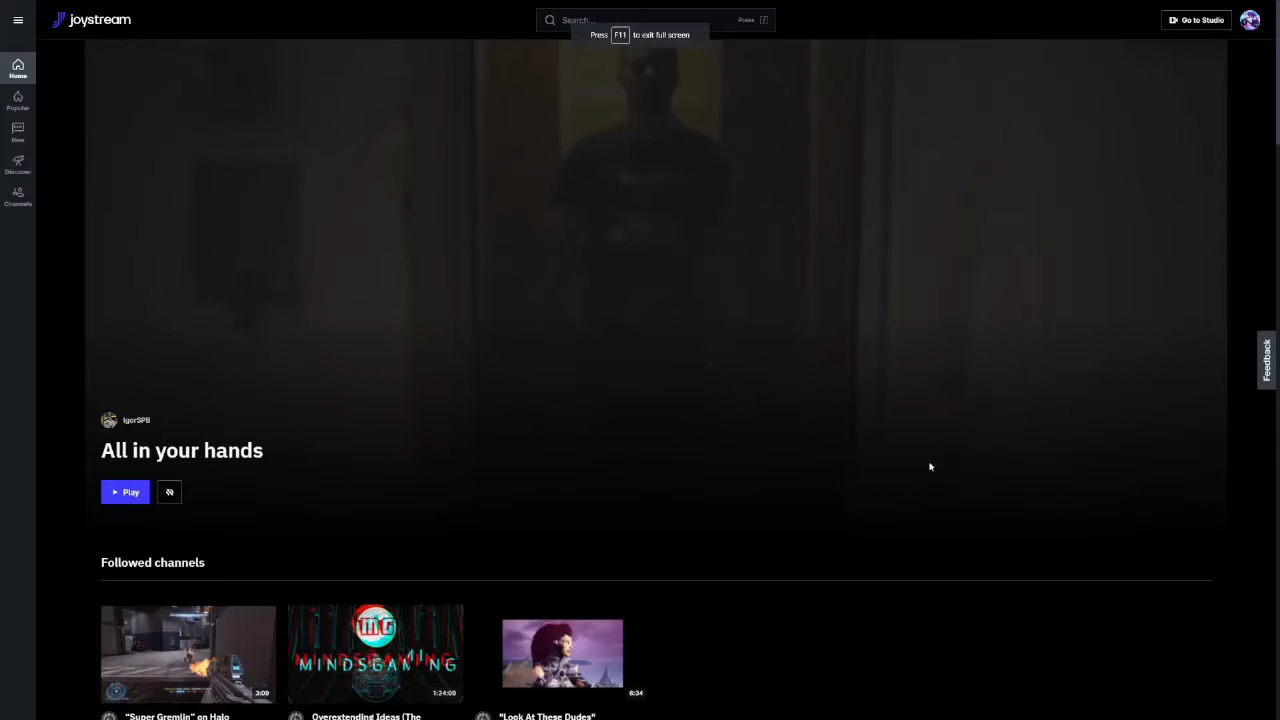 joystream
Search...
Press /
Go to Studio
Press F11 to exit full screen
Home
Popular
New
Discover
Channels
Feedback
IgorSPB
All in your hands
Play
Followed channels
3:09
MG
MINDSGAMING
1:24:09
6:34
"Super Gremlin" on Halo
Overextending Ideas (The
"Look At These Dudes"